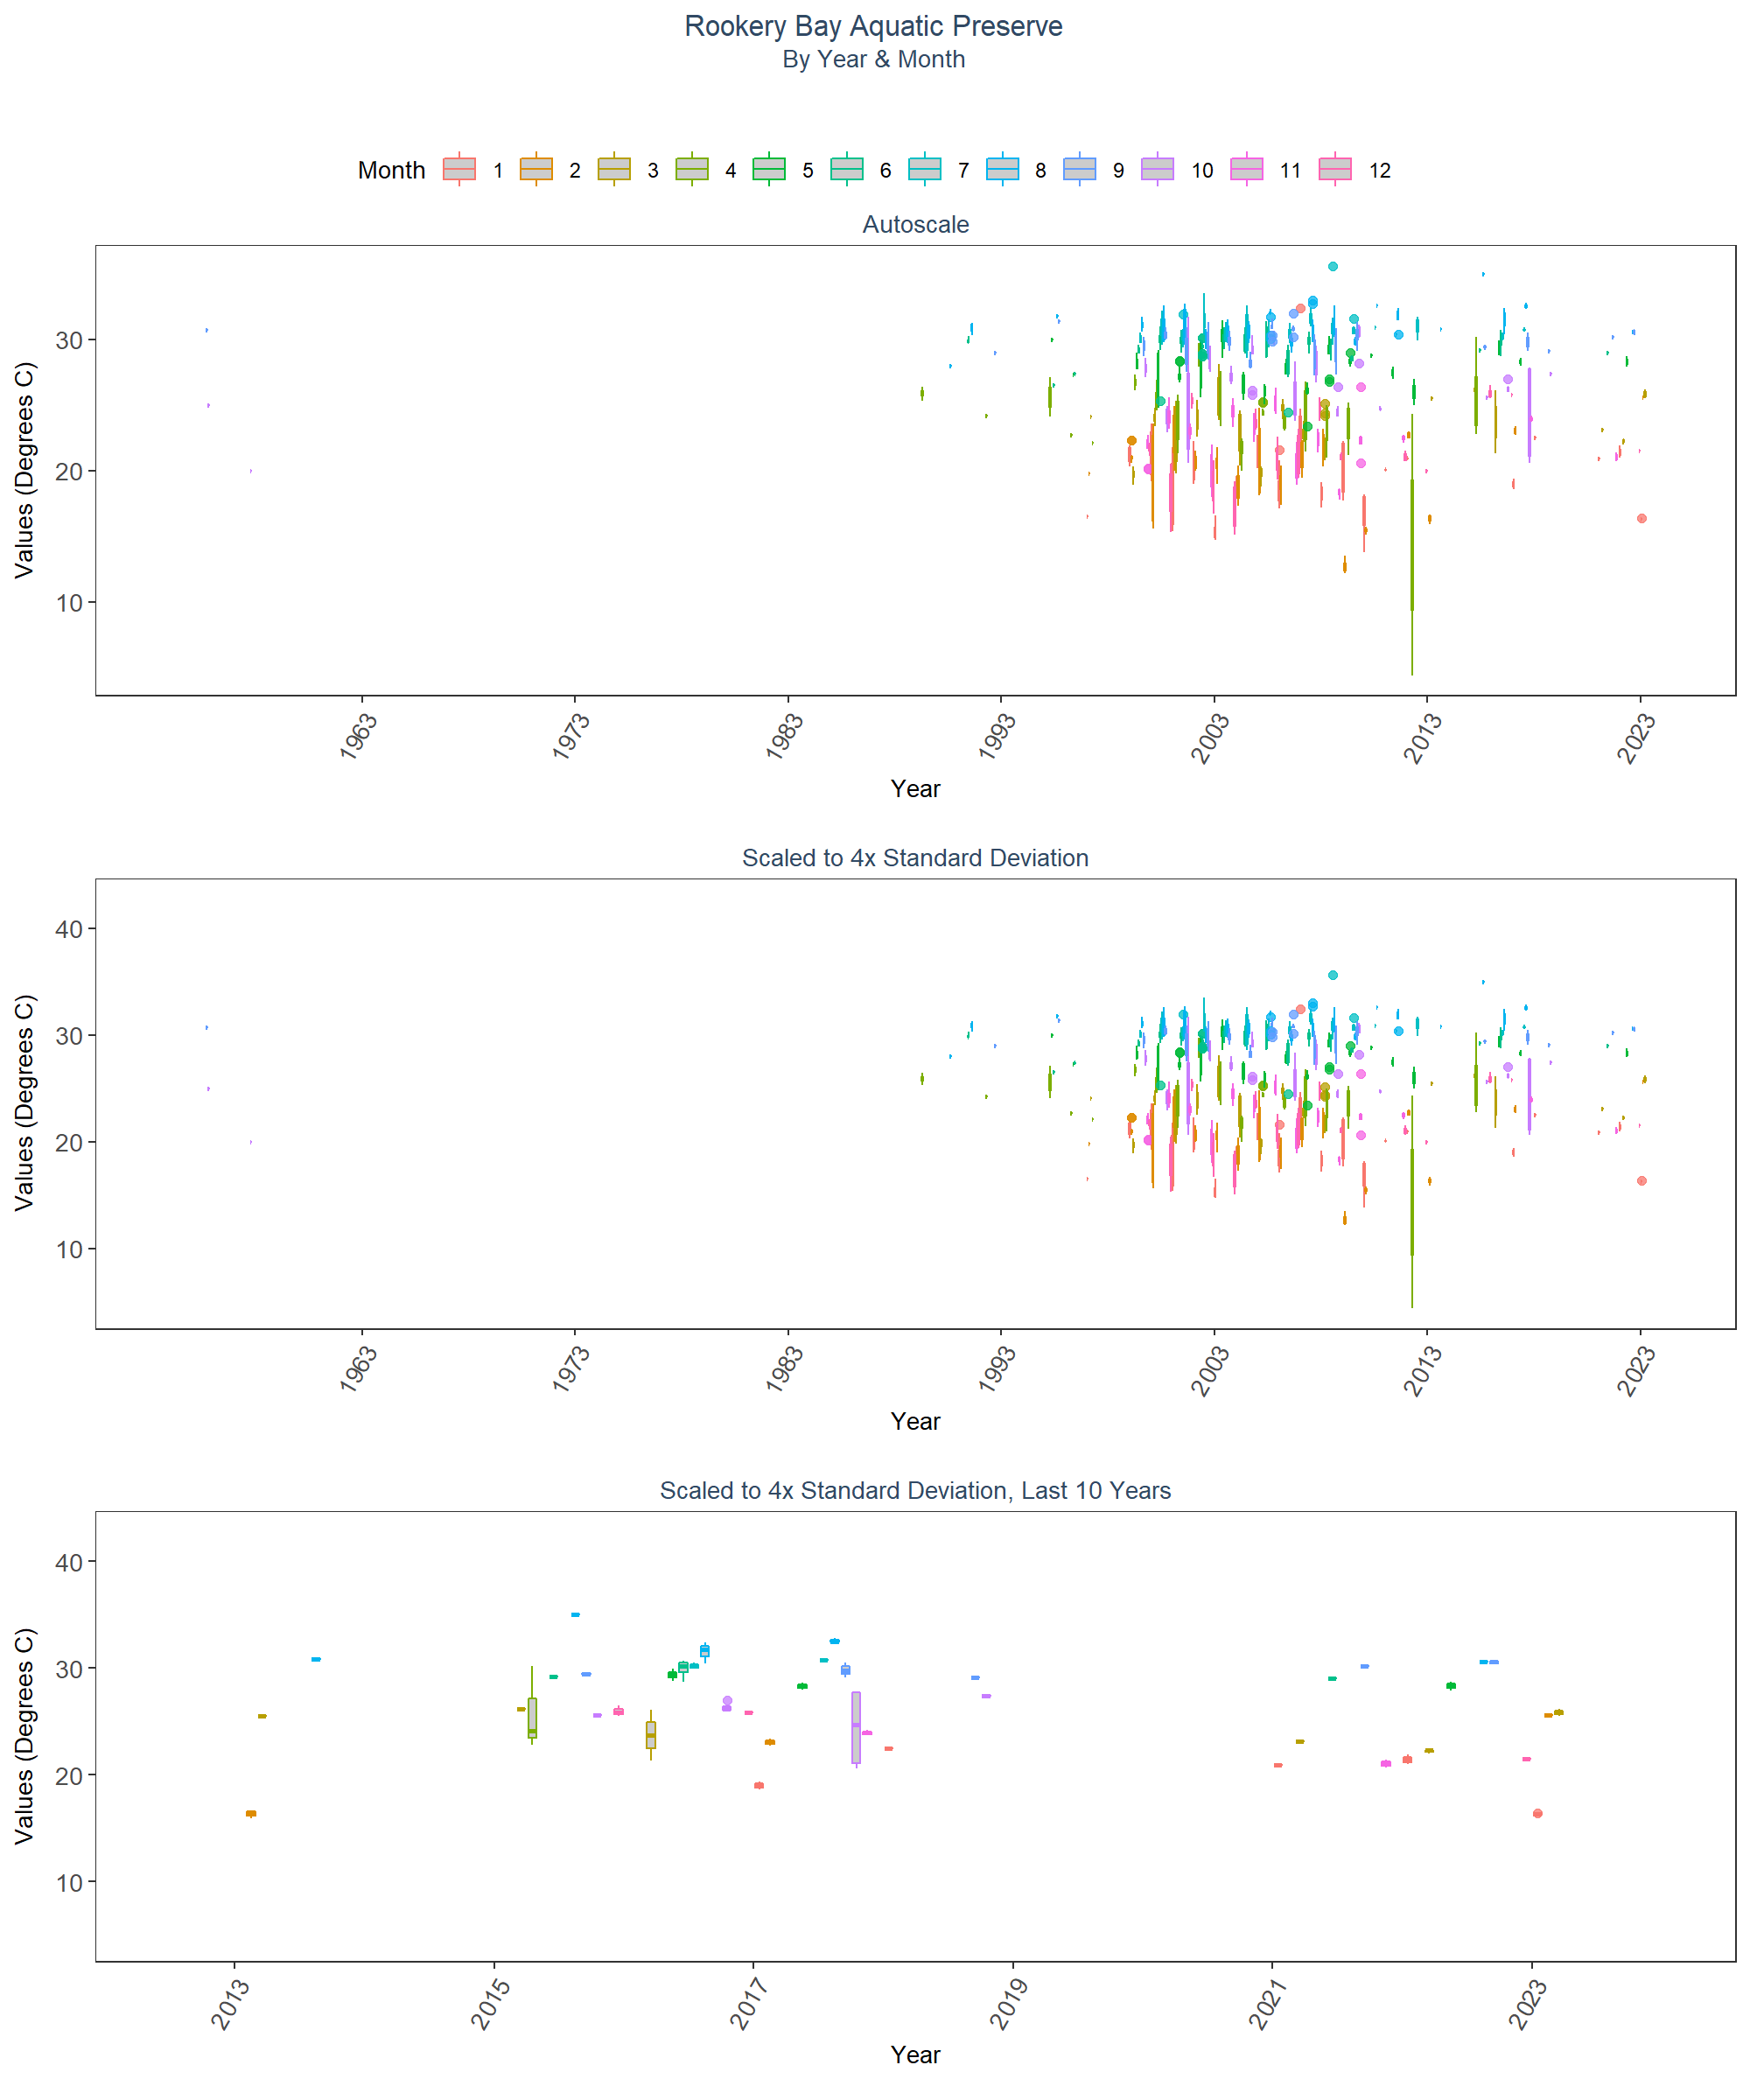 Rookery Bay Aquatic Preserve
By Year & Month
Month 1 2 3 4 5 6 7 8 9 10 11 12
Autoscale
Values (Degrees C)
30
20
10
1963 1973 1983 1993 2003 2013 2023
Year
Scaled to 4x Standard Deviation
Values (Degrees C)
40
30
20
10
1963 1973 1983 1993 2003 2013 2023
Year
Scaled to 4x Standard Deviation, Last 10 Years
Values (Degrees C)
40
30
20
10
2013 2015 2017 2019 2021 2023
Year